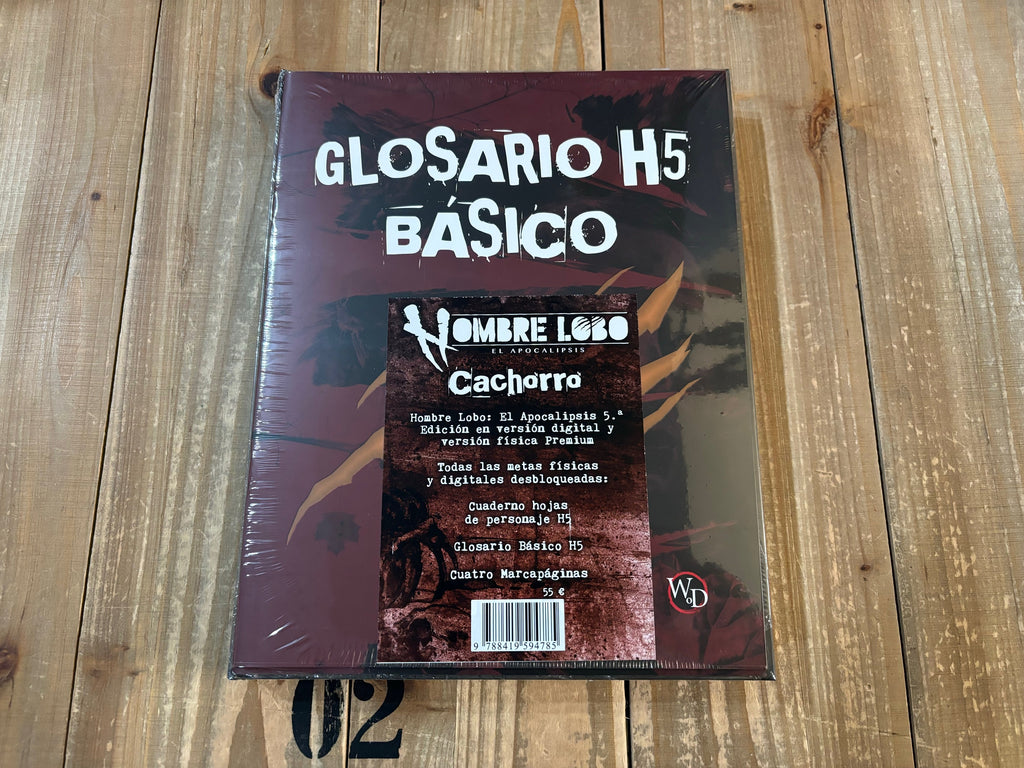 GLOSARIO H5
BÁSICO
HOMBRE LOBO
EL APOCALIPSIS
Cachorro
Hombre Lobo: El Apocalipsis 5.ª
Edición en versión digital y
versión física Premium
Todas las metas físicas
y digitales desbloqueadas:
Cuaderno hojas
de personaje H5
Glosario Básico H5
Cuatro Marcapáginas
55 €
9 788419 594785
WoD
02